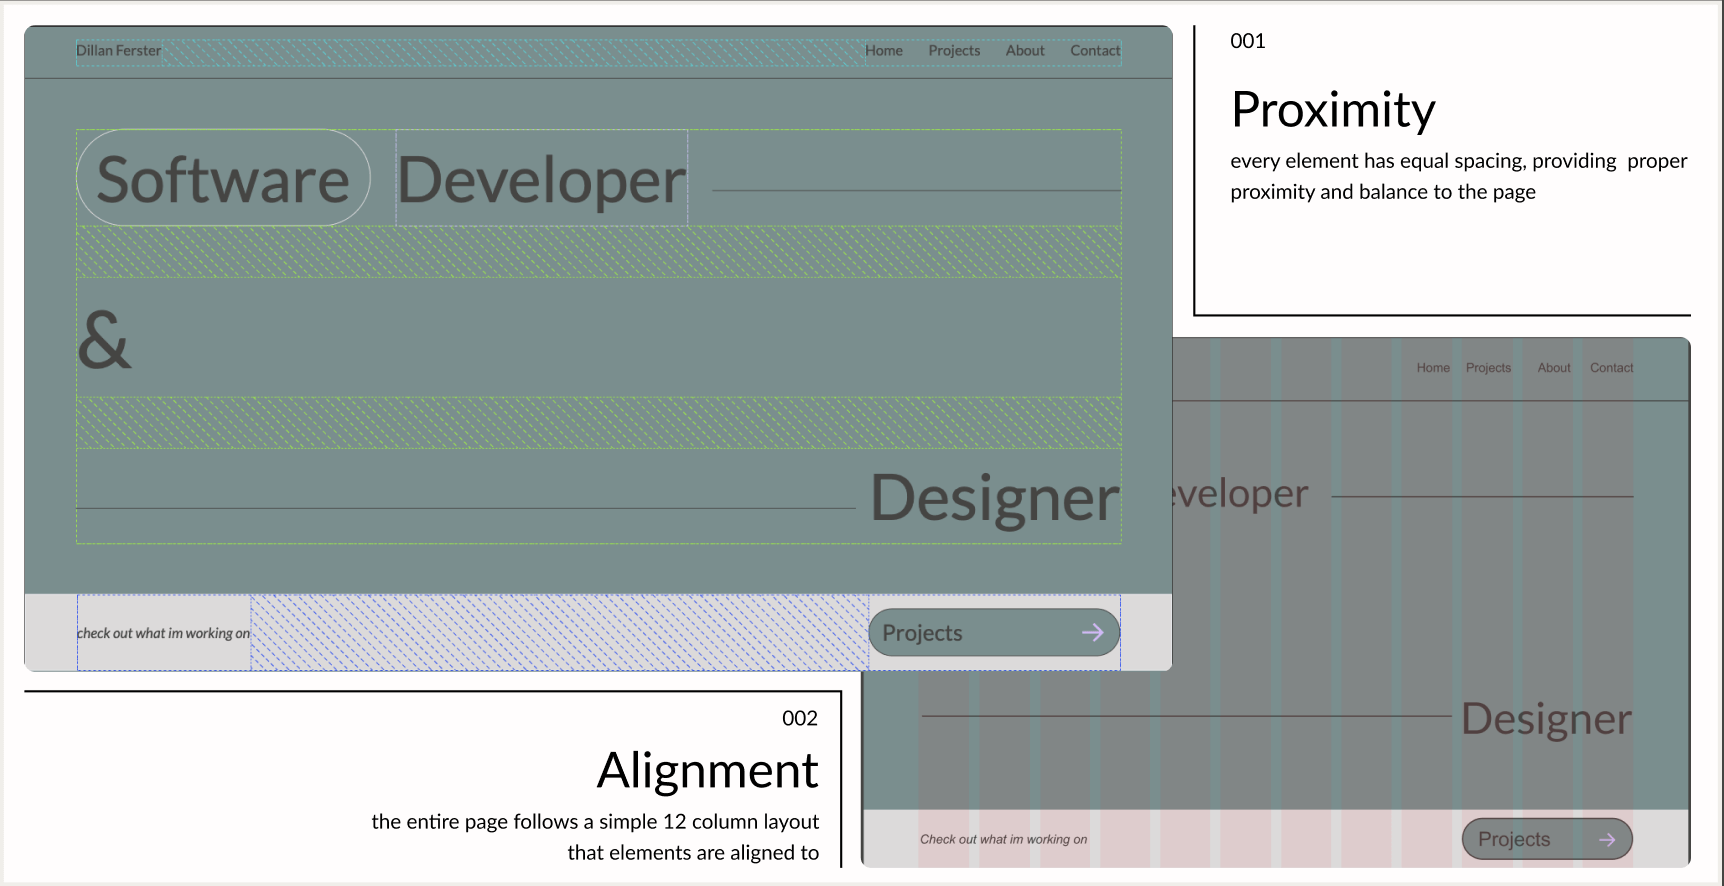 Dillan Ferster Home Projects About Contact
Software Developer
&
Designer
check out what im working on Projects
001
Proximity
every element has equal spacing, providing proper
proximity and balance to the page
Home Projects About Contact
eveloper
Designer
Check out what im working on Projects
002
Alignment
the entire page follows a simple 12 column layout
that elements are aligned to